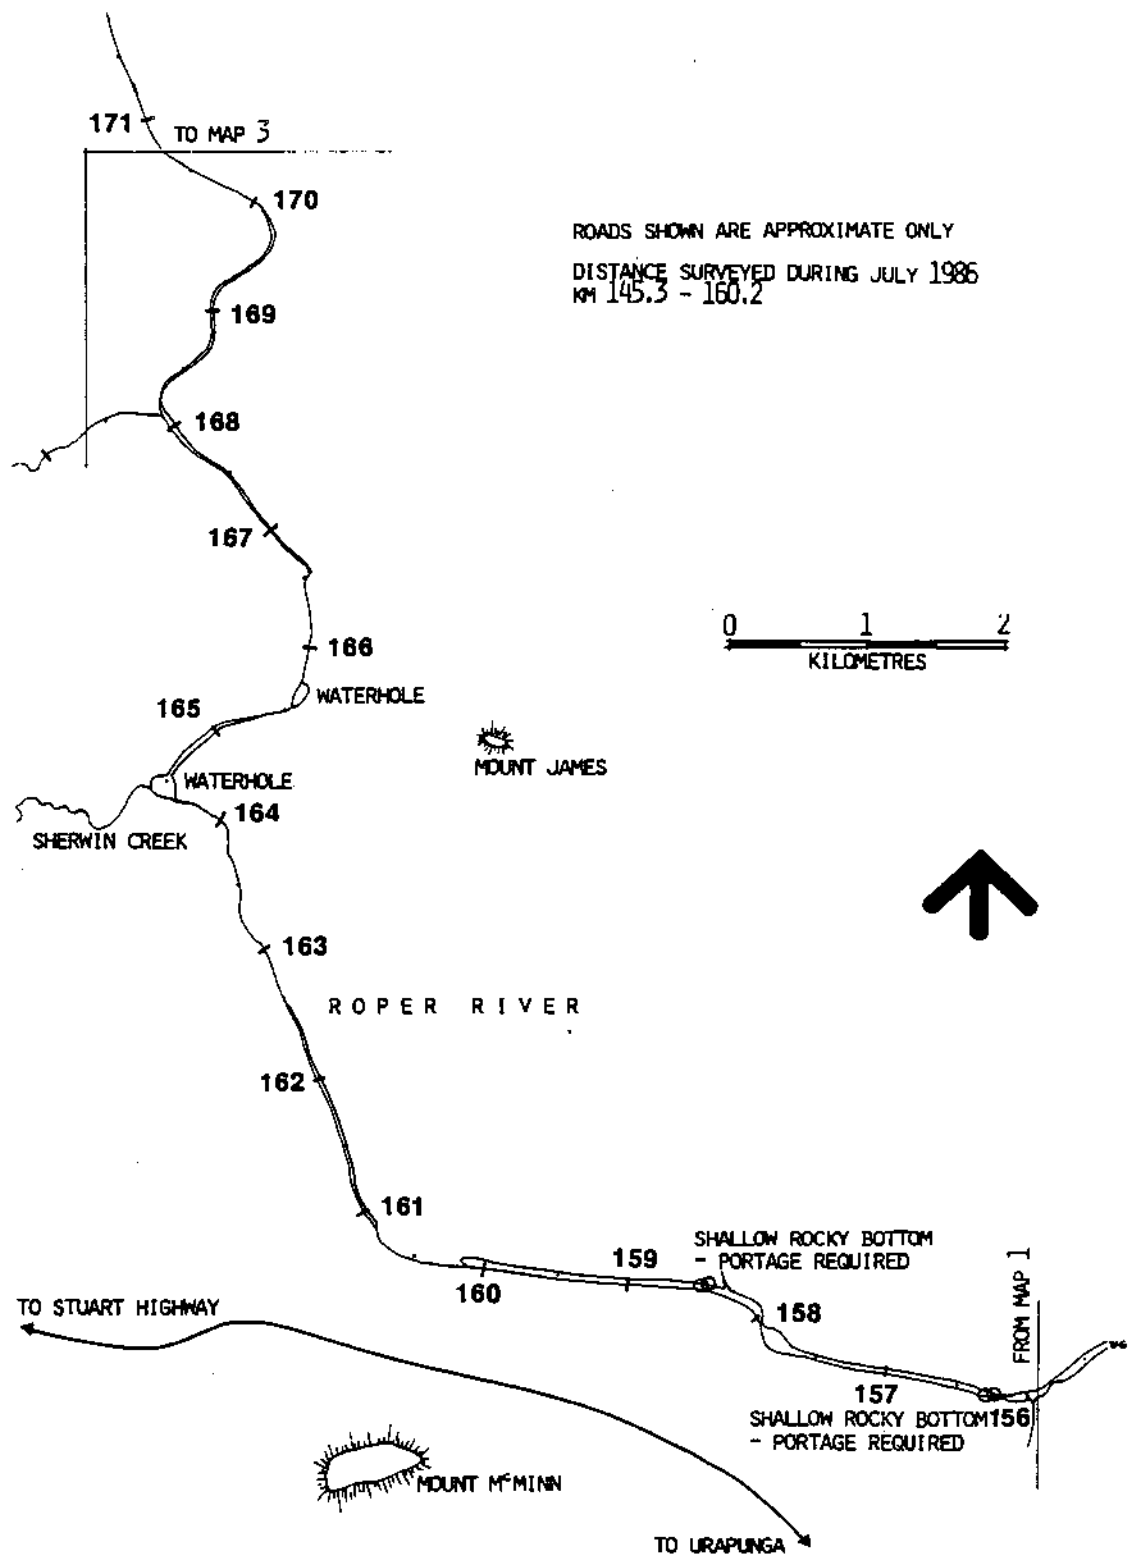 171
TO MAP 3
170
ROADS SHOWN ARE APPROXIMATE ONLY
DISTANCE SURVEYED DURING JULY 1986
KM 145.3 - 160.2
169
168
167
0 1 2
KILOMETRES
166
WATERHOLE
165
MOUNT JAMES
WATERHOLE
164
SHERWIN CREEK
163
ROPER RIVER
162
161
SHALLOW ROCKY BOTTOM
- PORTAGE REQUIRED
159
160
FROM MAP 1
TO STUART HIGHWAY
158
157
SHALLOW ROCKY BOTTOM 156
- PORTAGE REQUIRED
MOUNT McMINN
TO URAPUNGA